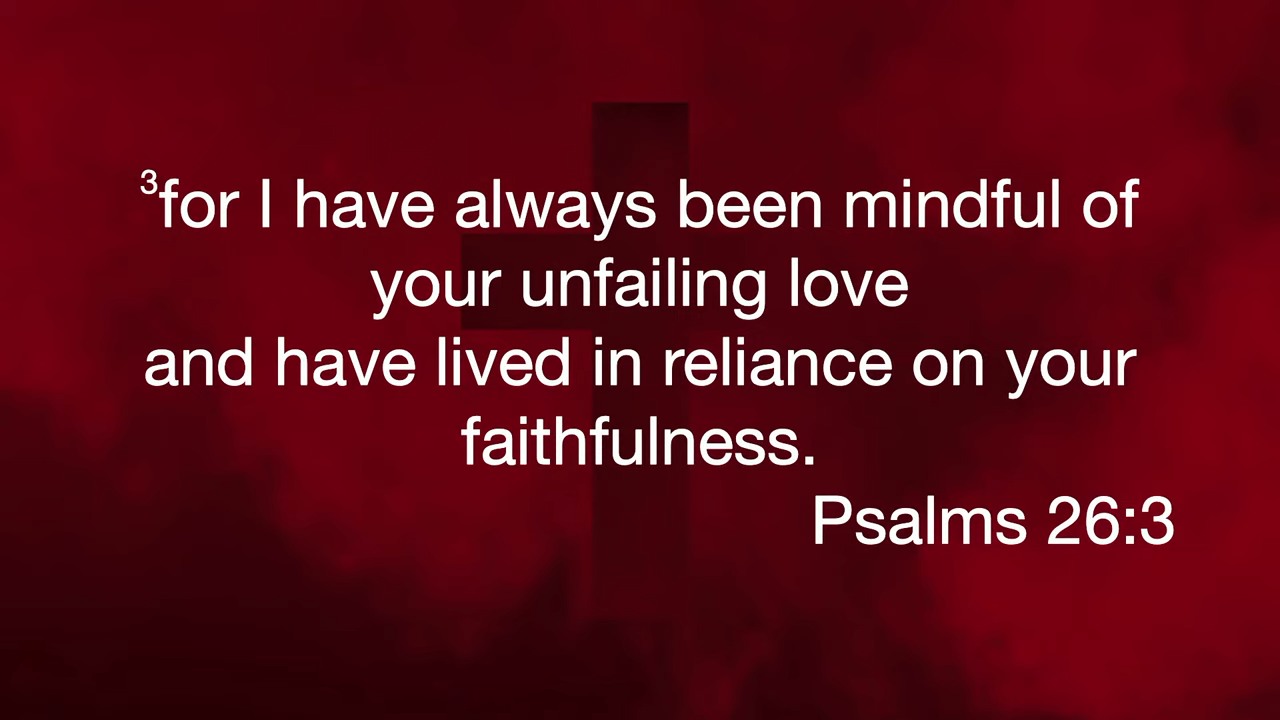 ³for I have always been mindful of
your unfailing love
and have lived in reliance on your
faithfulness.
Psalms 26:3